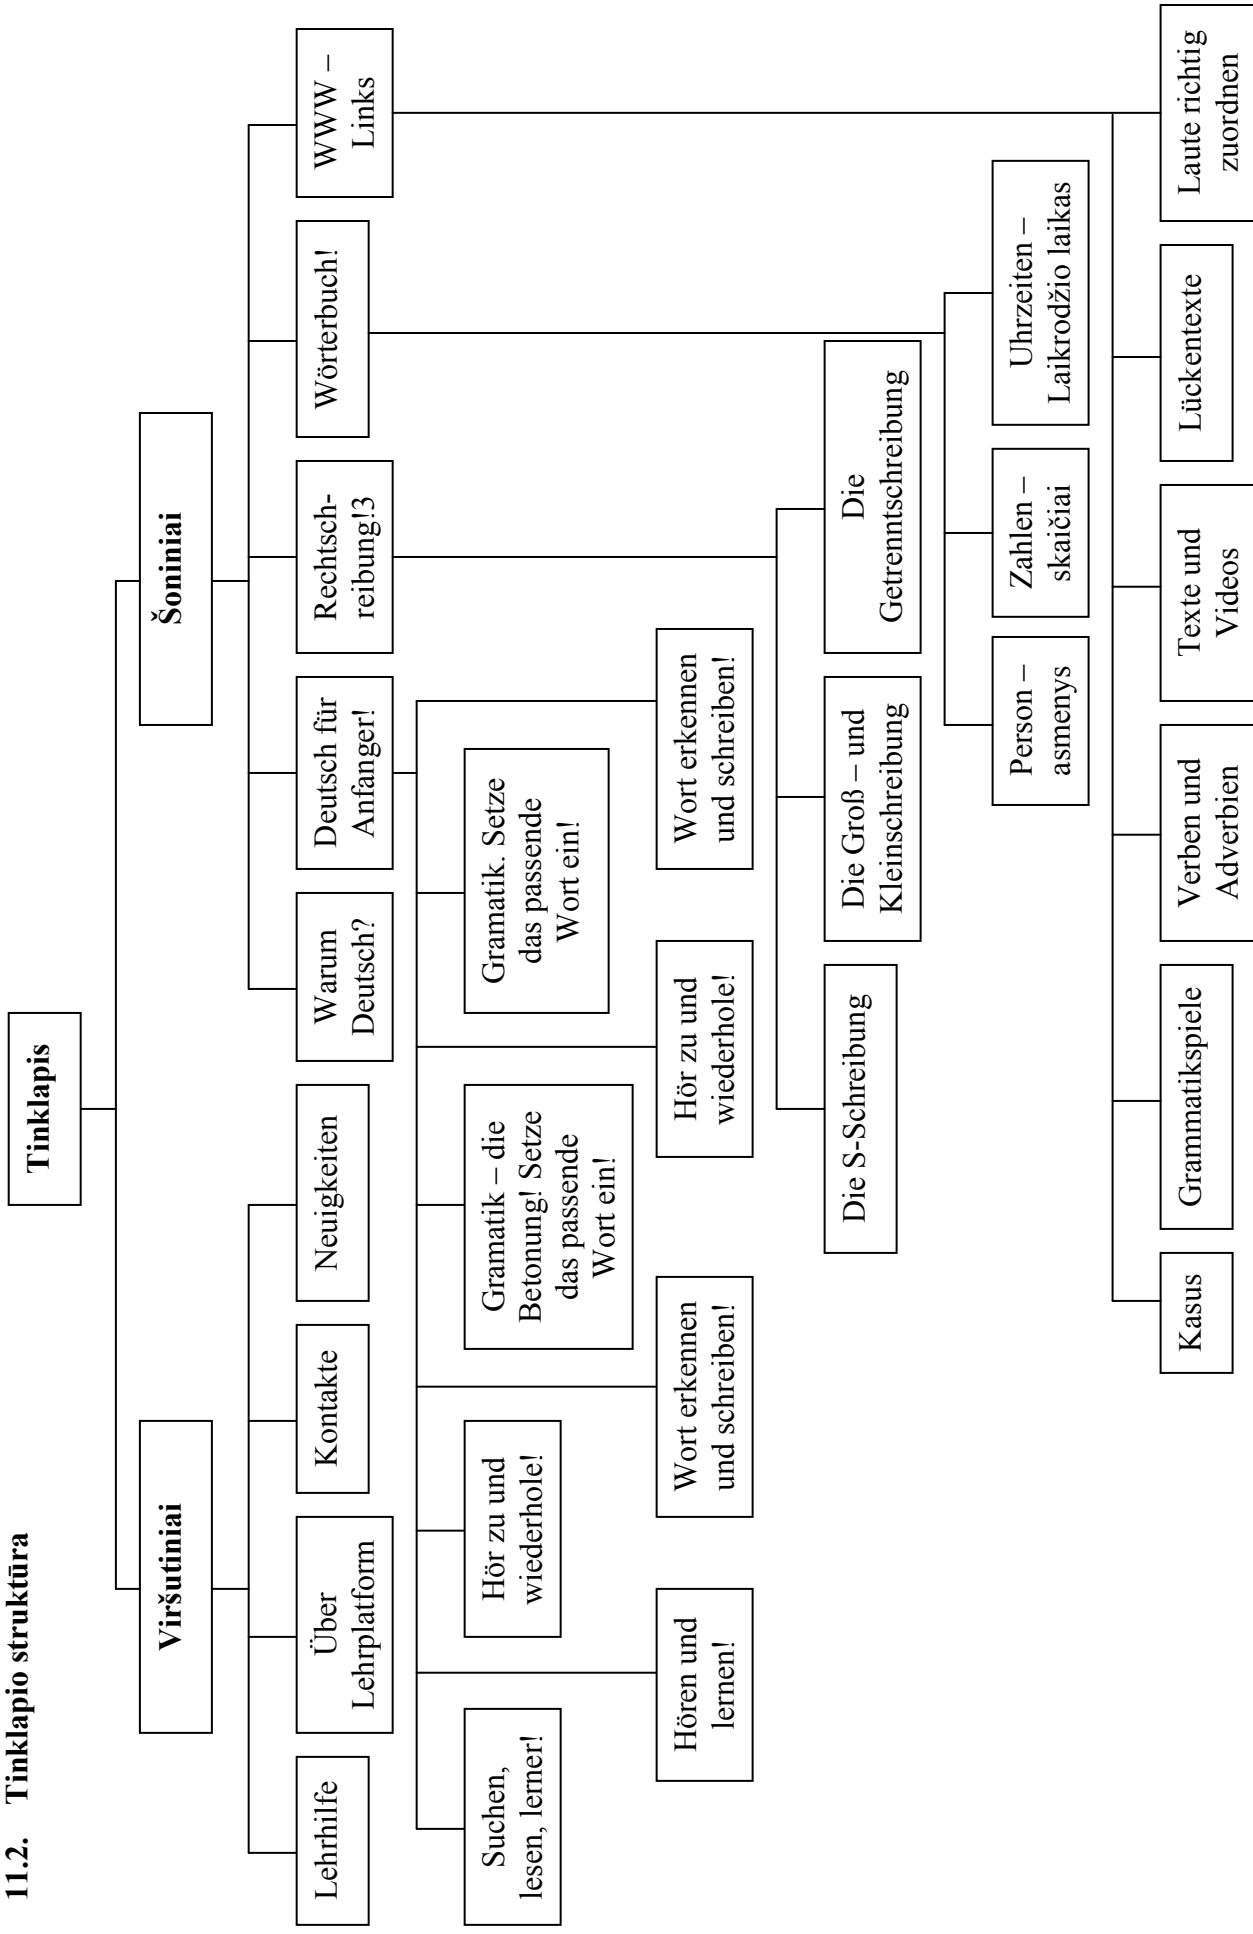 11.2. Tinklapio struktūra
Tinklapis
Viršutiniai
Šoniniai
Lehrhilfe
Über
Lehrplatform
Kontakte
Neuigkeiten
Warum
Deutsch?
Deutsch für
Anfanger!
Rechtsch-
reibung!3
Wörterbuch!
WWW –
Links
Suchen,
lesen, lerner!
Hör zu und
wiederhole!
Gramatik – die
Betonung! Setze
das passende
Wort ein!
Gramatik. Setze
das passende
Wort ein!
Hören und
lernen!
Wort erkennen
und schreiben!
Hör zu und
wiederhole!
Wort erkennen
und schreiben!
Die S-Schreibung
Die Groß – und
Kleinschreibung
Die
Getrenntschreibung
Person –
asmenys
Zahlen –
skaičiai
Uhrzeiten –
Laikrodžio laikas
Kasus
Grammatikspiele
Verben und
Adverbien
Texte und
Videos
Lückentexte
Laute richtig
zuordnen